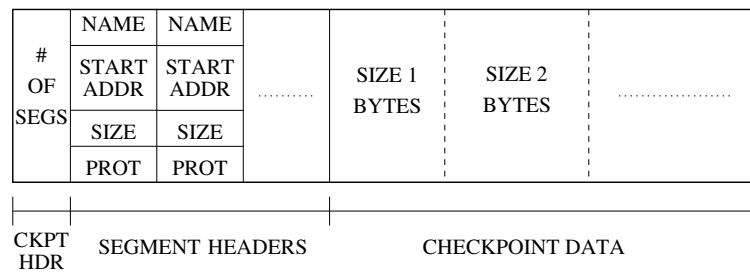 #
OF
SEGS
NAME
START
ADDR
SIZE
PROT
NAME
START
ADDR
SIZE
PROT
..........
SIZE 1
BYTES
SIZE 2
BYTES
...................
CKPT
HDR
SEGMENT HEADERS
CHECKPOINT DATA